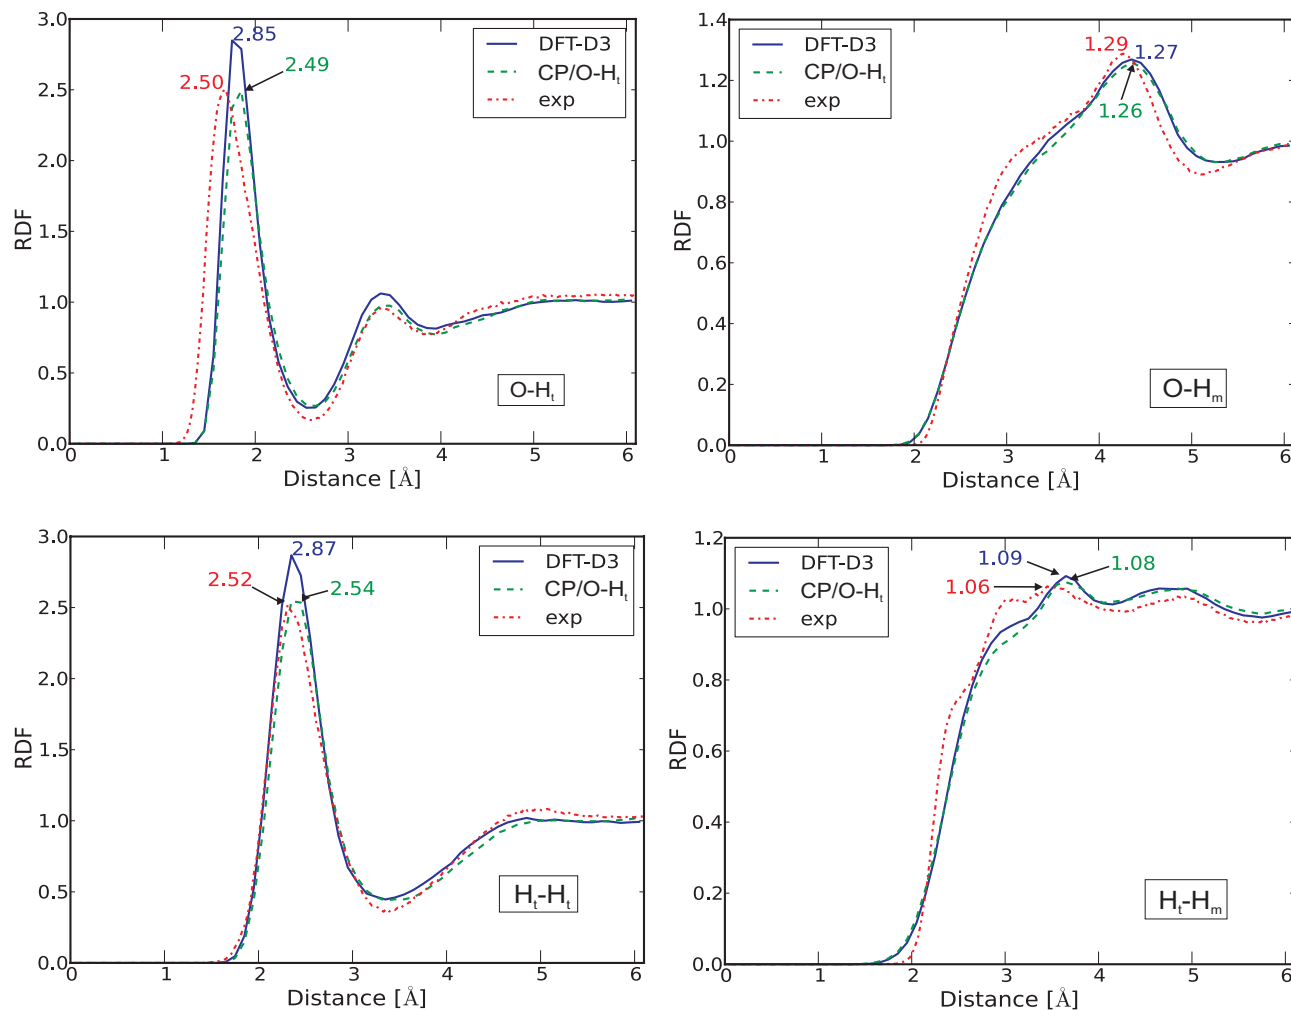 3.0
2.5
2.0
1.5
1.0
0.5
0.0
RDF
2.85
2.49
2.50
DFT-D3
CP/O-Hₜ
exp
O-Hₜ
0 1 2 3 4 5 6
Distance [Å]
1.4
1.2
1.0
0.8
0.6
0.4
0.2
0.0
RDF
DFT-D3
CP/O-Hₜ
exp
1.29
1.27
1.26
O-Hₘ
0 1 2 3 4 5 6
Distance [Å]
3.0
2.5
2.0
1.5
1.0
0.5
0.0
RDF
2.87
2.52
2.54
DFT-D3
CP/O-Hₜ
exp
Hₜ-Hₜ
0 1 2 3 4 5 6
Distance [Å]
1.2
1.0
0.8
0.6
0.4
0.2
0.0
RDF
DFT-D3
CP/O-Hₜ
exp
1.09
1.08
1.06
Hₜ-Hₘ
0 1 2 3 4 5 6
Distance [Å]